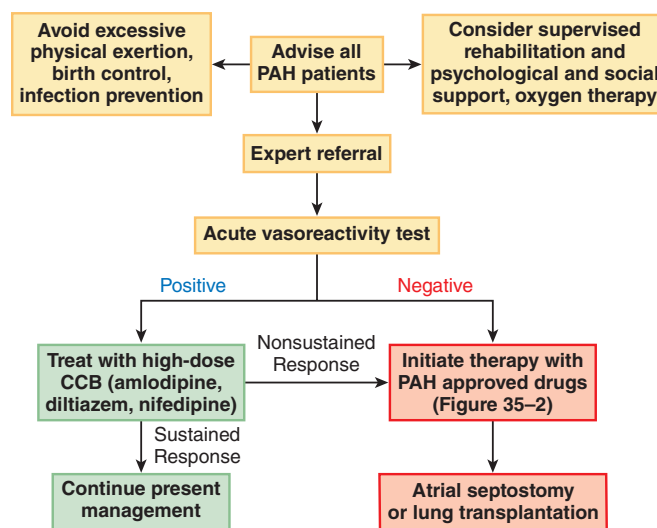 Avoid excessive
physical exertion,
birth control,
infection prevention
Advise all
PAH patients
Consider supervised
rehabilitation and
psychological and social
support, oxygen therapy
Expert referral
Acute vasoreactivity test
Positive
Negative
Treat with high-dose
CCB (amlodipine,
diltiazem, nifedipine)
Nonsustained
Response
Initiate therapy with
PAH approved drugs
(Figure 35–2)
Sustained
Response
Continue present
management
Atrial septostomy
or lung transplantation